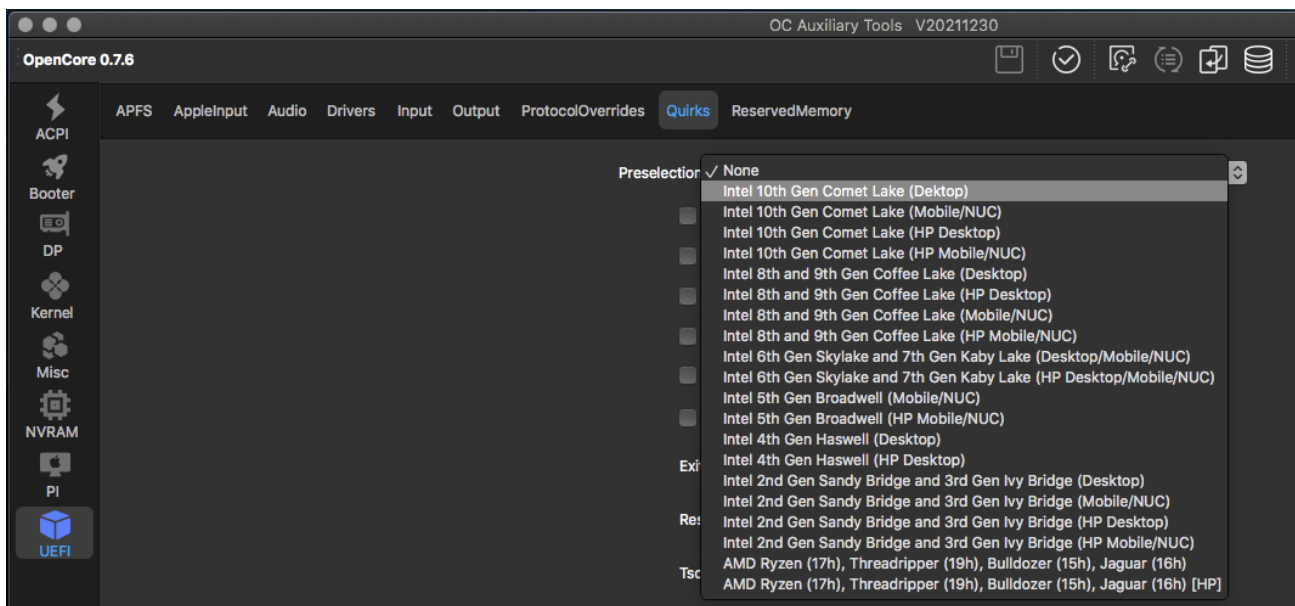 OC Auxiliary Tools V20211230
OpenCore 0.7.6
ACPI
Booter
DP
Kernel
Misc
NVRAM
PI
UEFI
APFS AppleInput Audio Drivers Input Output ProtocolOverrides Quirks ReservedMemory
Preselection ✓ None
Intel 10th Gen Comet Lake (Dektop)
Intel 10th Gen Comet Lake (Mobile/NUC)
Intel 10th Gen Comet Lake (HP Desktop)
Intel 10th Gen Comet Lake (HP Mobile/NUC)
Intel 8th and 9th Gen Coffee Lake (Desktop)
Intel 8th and 9th Gen Coffee Lake (HP Desktop)
Intel 8th and 9th Gen Coffee Lake (Mobile/NUC)
Intel 8th and 9th Gen Coffee Lake (HP Mobile/NUC)
Intel 6th Gen Skylake and 7th Gen Kaby Lake (Desktop/Mobile/NUC)
Intel 6th Gen Skylake and 7th Gen Kaby Lake (HP Desktop/Mobile/NUC)
Intel 5th Gen Broadwell (Mobile/NUC)
Intel 5th Gen Broadwell (HP Mobile/NUC)
Intel 4th Gen Haswell (Desktop)
Intel 4th Gen Haswell (HP Desktop)
Intel 2nd Gen Sandy Bridge and 3rd Gen Ivy Bridge (Desktop)
Intel 2nd Gen Sandy Bridge and 3rd Gen Ivy Bridge (Mobile/NUC)
Intel 2nd Gen Sandy Bridge and 3rd Gen Ivy Bridge (HP Desktop)
Intel 2nd Gen Sandy Bridge and 3rd Gen Ivy Bridge (HP Mobile/NUC)
AMD Ryzen (17h), Threadripper (19h), Bulldozer (15h), Jaguar (16h)
AMD Ryzen (17h), Threadripper (19h), Bulldozer (15h), Jaguar (16h) [HP]